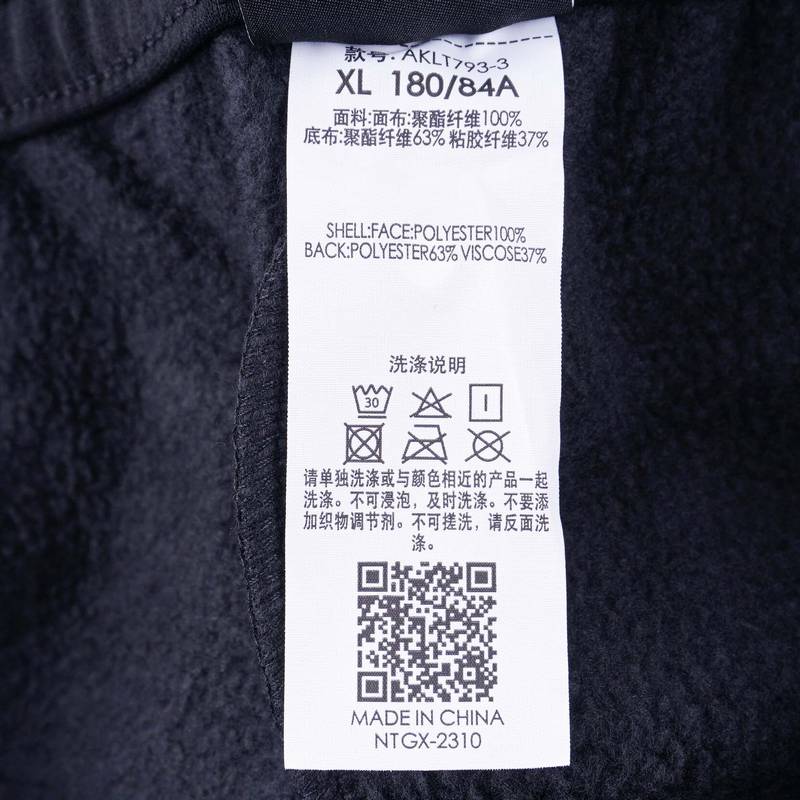 款号: AKLT793-3
XL 180/84A
面料:面布:聚酯纤维100%
底布:聚酯纤维63% 粘胶纤维37%
SHELL:FACE:POLYESTER100%
BACK:POLYESTER63% VISCOSE37%
洗涤说明
30
请单独洗涤或与颜色相近的产品一起
洗涤。不可浸泡，及时洗涤。不要添
加织物调节剂。不可搓洗，请反面洗
涤。
MADE IN CHINA
NTGX-2310